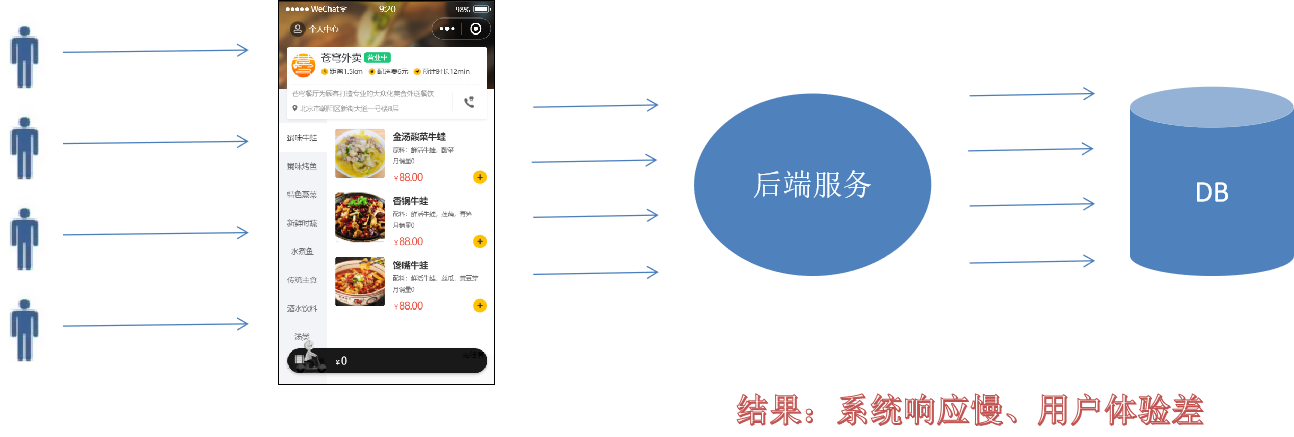 WeChat
9:20
98%
个人中心
苍穹外卖 营业中
距离1.5km 配送费6元 预计时长12min
苍穹餐厅为顾客打造专业的大众化美食外送餐饮
北京市朝阳区新街大道一号楼8层
蜀味牛蛙
蜀味烤鱼
特色蒸菜
新鲜时蔬
水煮鱼
传统主食
酒水饮料
汤类
金汤酸菜牛蛙
原料：鲜活牛蛙，酸菜
月销量0
¥88.00
香锅牛蛙
配料：鲜活牛蛙，莲藕，青笋
月销量0
¥88.00
馋嘴牛蛙
配料：鲜活牛蛙，丝瓜，黄豆芽
月销量0
¥88.00
¥0
后端服务
DB
结果：系统响应慢、用户体验差